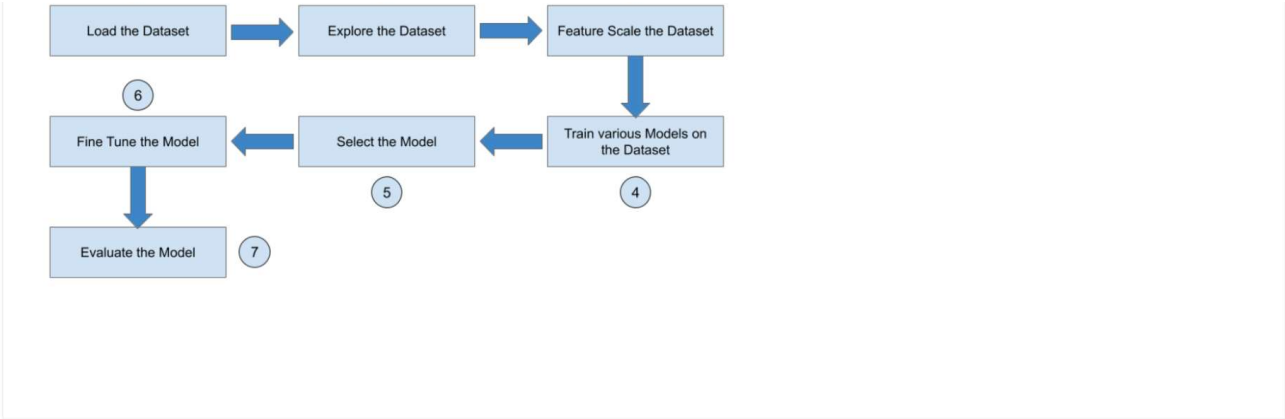 Load the Dataset
Explore the Dataset
Feature Scale the Dataset
6
Fine Tune the Model
Select the Model
Train various Models on
the Dataset
5
4
Evaluate the Model
7